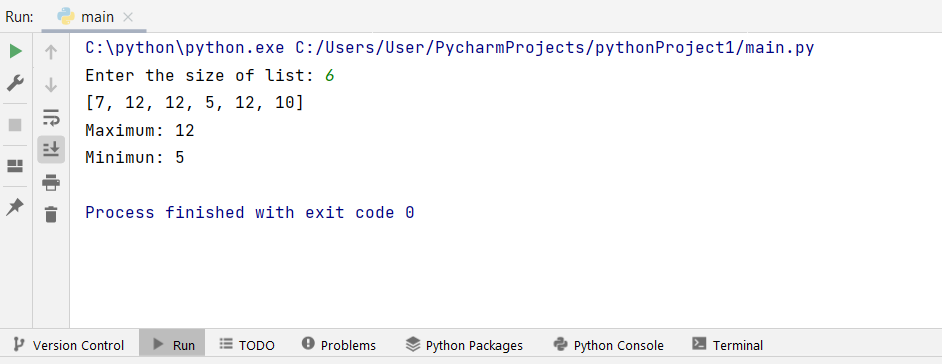 Run: main
C:\python\python.exe C:/Users/User/PycharmProjects/pythonProject1/main.py
Enter the size of list: 6
[7, 12, 12, 5, 12, 10]
Maximum: 12
Minimun: 5
Process finished with exit code 0
Version Control Run TODO Problems Python Packages Python Console Terminal